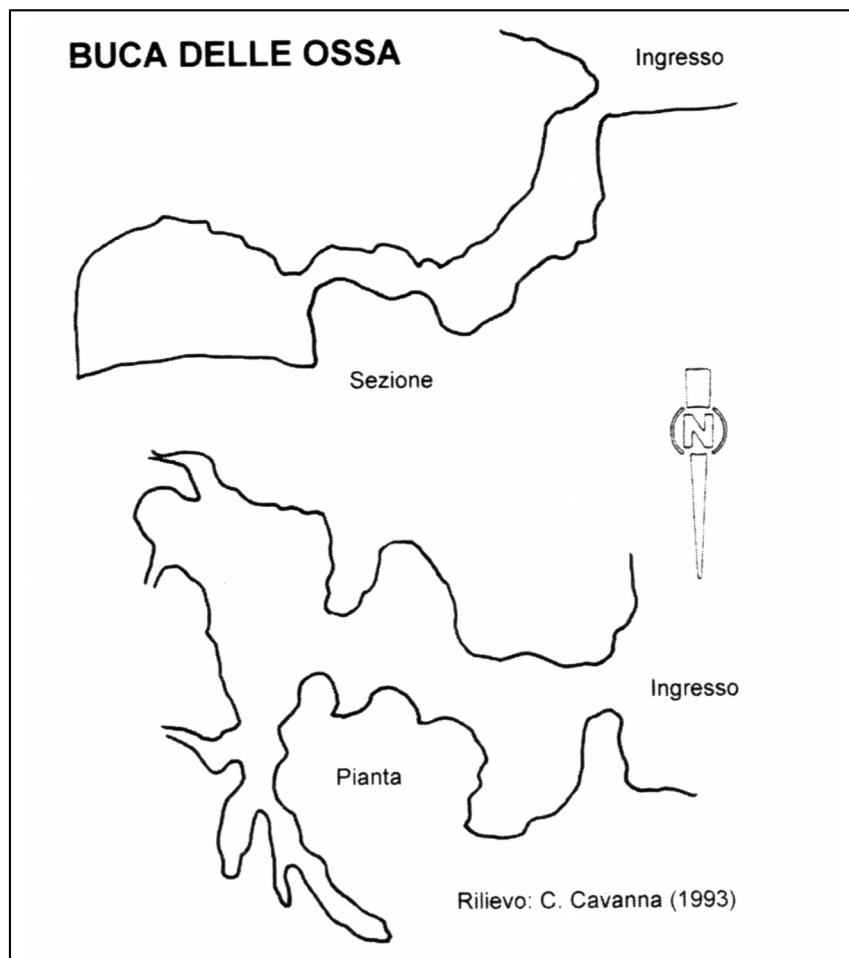 BUCA DELLE OSSA
Ingresso
Sezione
N
Ingresso
Pianta
Rilievo: C. Cavanna (1993)